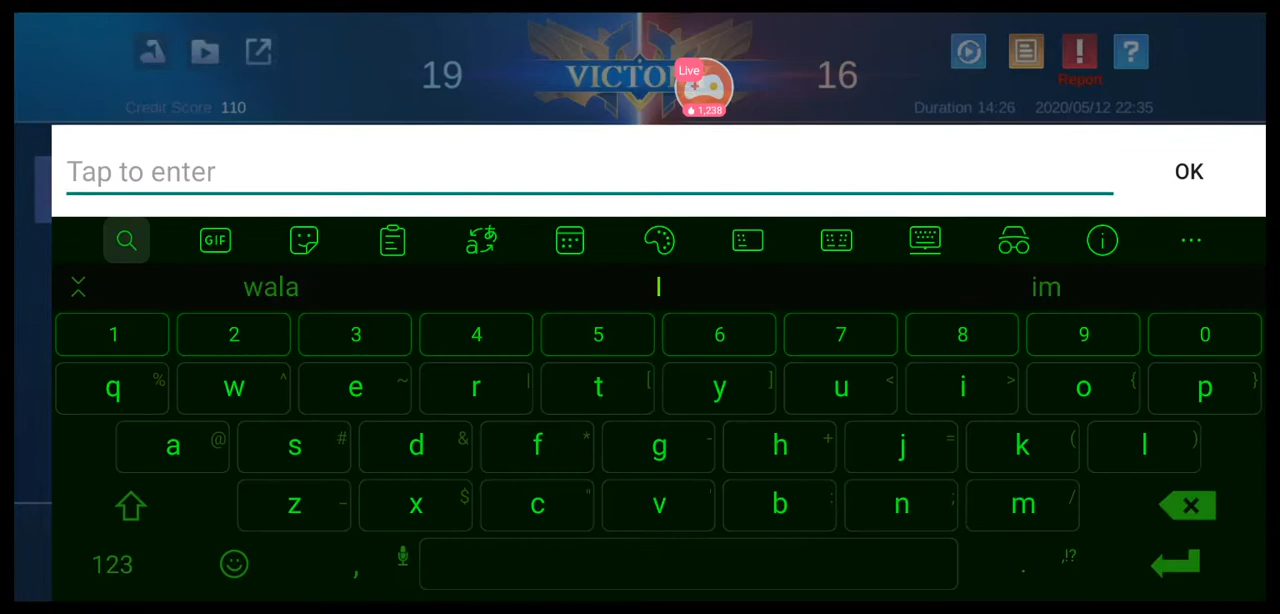 19 VICTOR 16
Live
1,238
Report
Credit Score 110
Duration 14:26 2020/05/12 22:35
Tap to enter
OK
GIF
wala I im
1 2 3 4 5 6 7 8 9 0
q % w ^ e ~ r | t [ y ] u < i > o { p }
a @ s # d & f * g - h + j = k ( l )
z _ x $ c " v ' b : n ; m /
123 , . ,!?